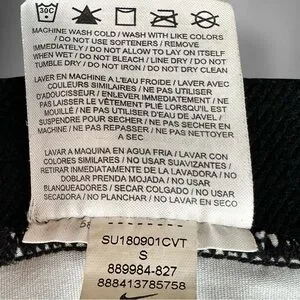 30C
MACHINE WASH COLD / WASH WITH LIKE COLORS
/ DO NOT USE SOFTENERS / REMOVE
IMMEDIATELY / DO NOT TO ALLOW TO LAY ON ITSELF
WHEN WET / DO NOT BLEACH / LINE DRY / DO NOT
TUMBLE DRY / DO NOT IRON / DO NOT DRY CLEAN
LAVER EN MACHINE A L'EAU FROIDE / LAVER AVEC
COULEURS SIMILAIRES / NE PAS UTILISER
D'ADOUCISSEUR / ENLEVER IMMEDIATEMENT / NE
PAS LAISSER LE VÊTEMENT PLIE LORSQU'IL EST
MOUILLÉ / NE PAS UTILISER D'EAU DE JAVEL /
SUSPENDRE POUR SECHER / NE PAS SECHER EN
MACHINE / NE PAS REPASSER / NE PAS NETTOYER
A SEC
LAVAR A MAQUINA EN AGUA FRIA / LAVAR CON
COLORES SIMILARES / NO USAR SUAVIZANTES /
RETIRAR INMEDIATAMENTE DE LA LAVADORA / NO
DOBLAR PRENDA MOJADA / NO USAR
BLANQUEADORES / SECAR COLGADO / NO USAR
SECADORA / NO PLANCHAR / NO LAVAR EN SECO
SU180901CVT
S
889984-827
888413785758